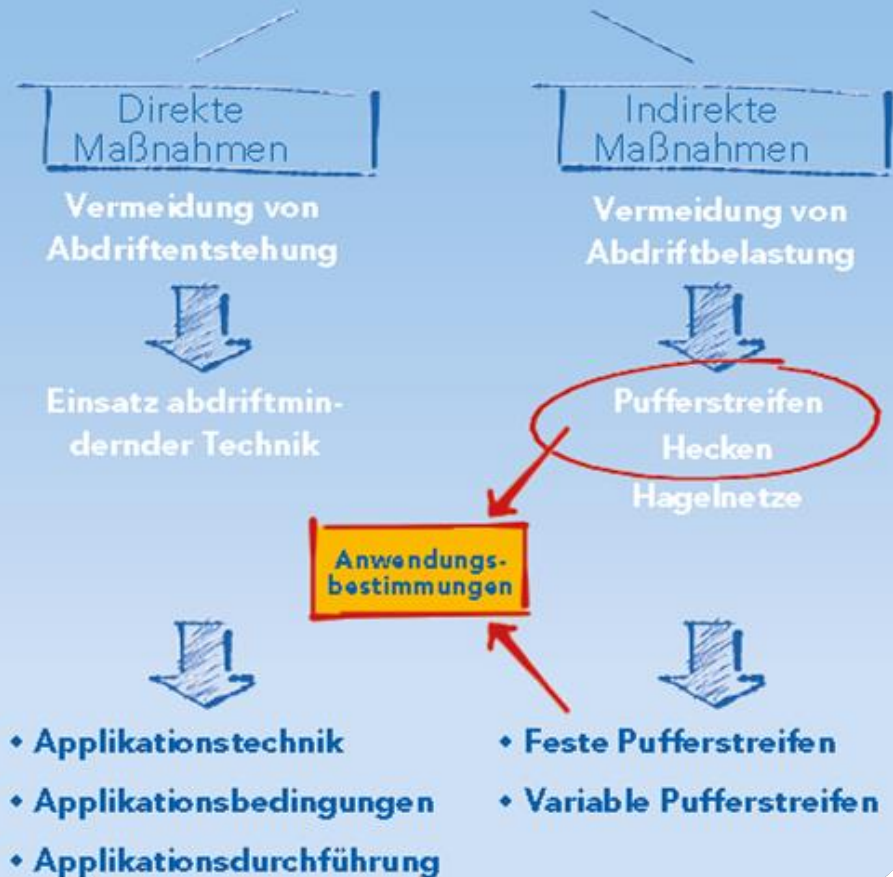 Direkte
Maßnahmen
Vermeidung von
Abdriftentstehung
Einsatz abdriftmin-
dernder Technik
Indirekte
Maßnahmen
Vermeidung von
Abdriftbelastung
Pufferstreifen
Hecken
Hagelnetze
Anwendungs-
bestimmungen
• Applikationstechnik
• Applikationsbedingungen
• Applikationsdurchführung
• Feste Pufferstreifen
• Variable Pufferstreifen